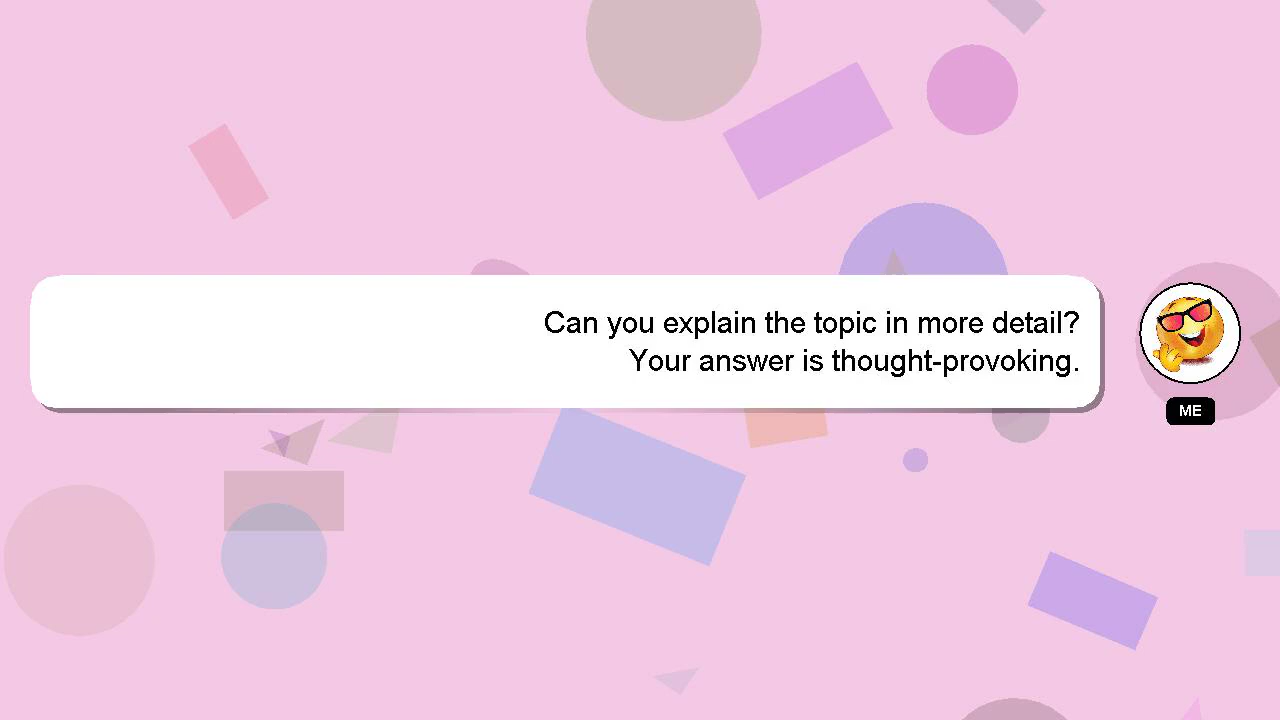 Can you explain the topic in more detail?
Your answer is thought-provoking.
ME